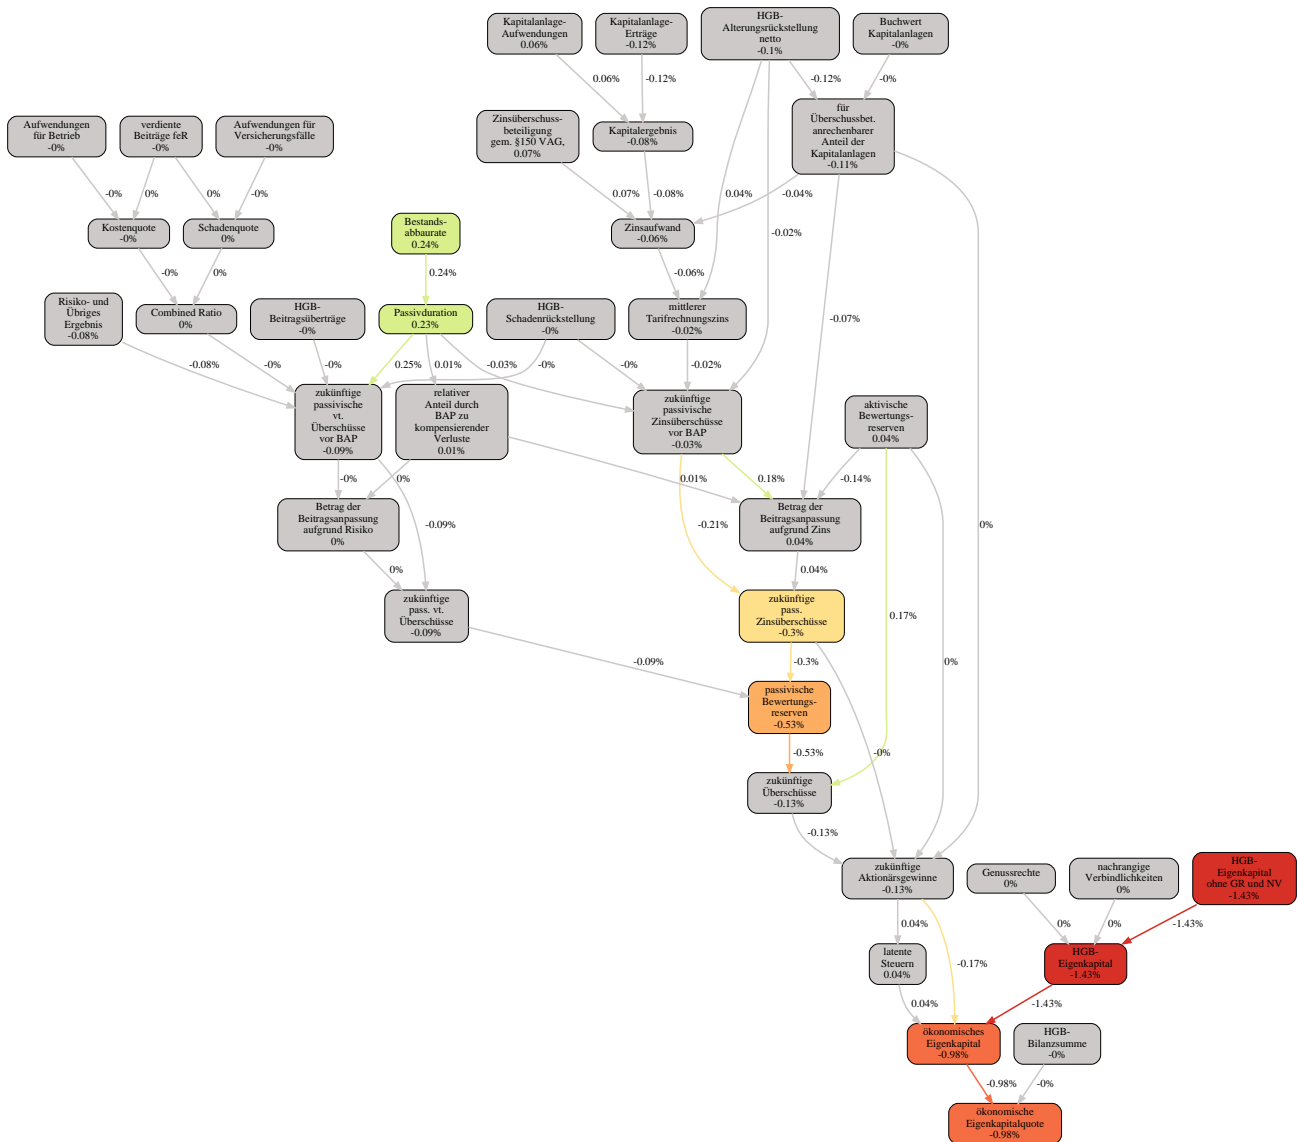 Kapitalanlage-
Aufwendungen
0.06%
Kapitalanlage-
Erträge
-0.12%
HGB-
Alterungsrückstellung
netto
-0.1%
Buchwert
Kapitalanlagen
-0%
0.06%
-0.12%
-0.12%
-0%
Aufwendungen
für Betrieb
-0%
verdiente
Beiträge feR
-0%
Aufwendungen für
Versicherungsfälle
-0%
Zinsüberschuss-
beteiligung
gem. §150 VAG,
0.07%
Kapitalergebnis
-0.08%
für
Überschussbet.
anrechenbarer
Anteil der
Kapitalanlagen
-0.11%
-0%
0%
0%
-0%
0.07%
-0.08%
0.04%
-0.04%
Kostenquote
-0%
Schadenquote
0%
Bestands-
abbaurate
0.24%
Zinsaufwand
-0.06%
-0.02%
-0%
0%
0.24%
-0.06%
Risiko- und
Übriges
Ergebnis
-0.08%
Combined Ratio
0%
HGB-
Beitragsüberträge
-0%
Passivduration
0.23%
HGB-
Schadenrückstellung
-0%
mittlerer
Tarifrechnungszins
-0.02%
-0.07%
-0.08%
-0%
-0%
0.25%
0.01%
-0.03%
-0%
-0%
-0.02%
zukünftige
passivische
vt.
Überschüsse
vor BAP
-0.09%
relativer
Anteil durch
BAP zu
kompensierender
Verluste
0.01%
zukünftige
passivische
Zinsüberschüsse
vor BAP
-0.03%
aktivische
Bewertungs-
reserven
0.04%
-0%
0%
0.01%
0.18%
-0.14%
Betrag der
Beitragsanpassung
aufgrund Risiko
0%
-0.09%
-0.21%
Betrag der
Beitragsanpassung
aufgrund Zins
0.04%
0%
0%
0.04%
zukünftige
pass. vt.
Überschüsse
-0.09%
zukünftige
pass.
Zinsüberschüsse
-0.3%
0.17%
-0.09%
-0.3%
0%
passivische
Bewertungs-
reserven
-0.53%
-0.53%
-0%
zukünftige
Überschüsse
-0.13%
-0.13%
zukünftige
Aktionärsgewinne
-0.13%
Genussrechte
0%
nachrangige
Verbindlichkeiten
0%
HGB-
Eigenkapital
ohne GR und NV
-1.43%
0.04%
0%
0%
-1.43%
latente
Steuern
0.04%
-0.17%
HGB-
Eigenkapital
-1.43%
0.04%
-1.43%
ökonomisches
Eigenkapital
-0.98%
HGB-
Bilanzsumme
-0%
-0.98%
-0%
ökonomische
Eigenkapitalquote
-0.98%